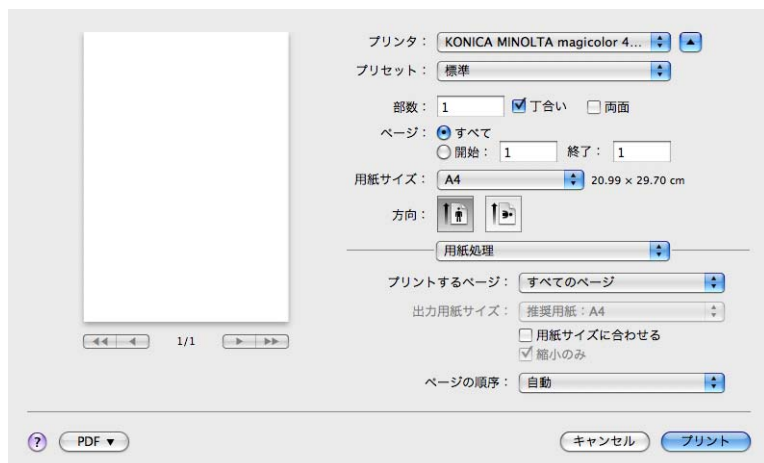 プリンタ： KONICA MINOLTA magicolor 4...
プリセット： 標準
部数： 1 丁合い 両面
ページ： すべて
開始： 1 終了： 1
用紙サイズ： A4 20.99 × 29.70 cm
方向：
用紙処理
プリントするページ： すべてのページ
出力用紙サイズ： 推奨用紙：A4
用紙サイズに合わせる
縮小のみ
ページの順序： 自動
1/1
? PDF ▼ キャンセル プリント